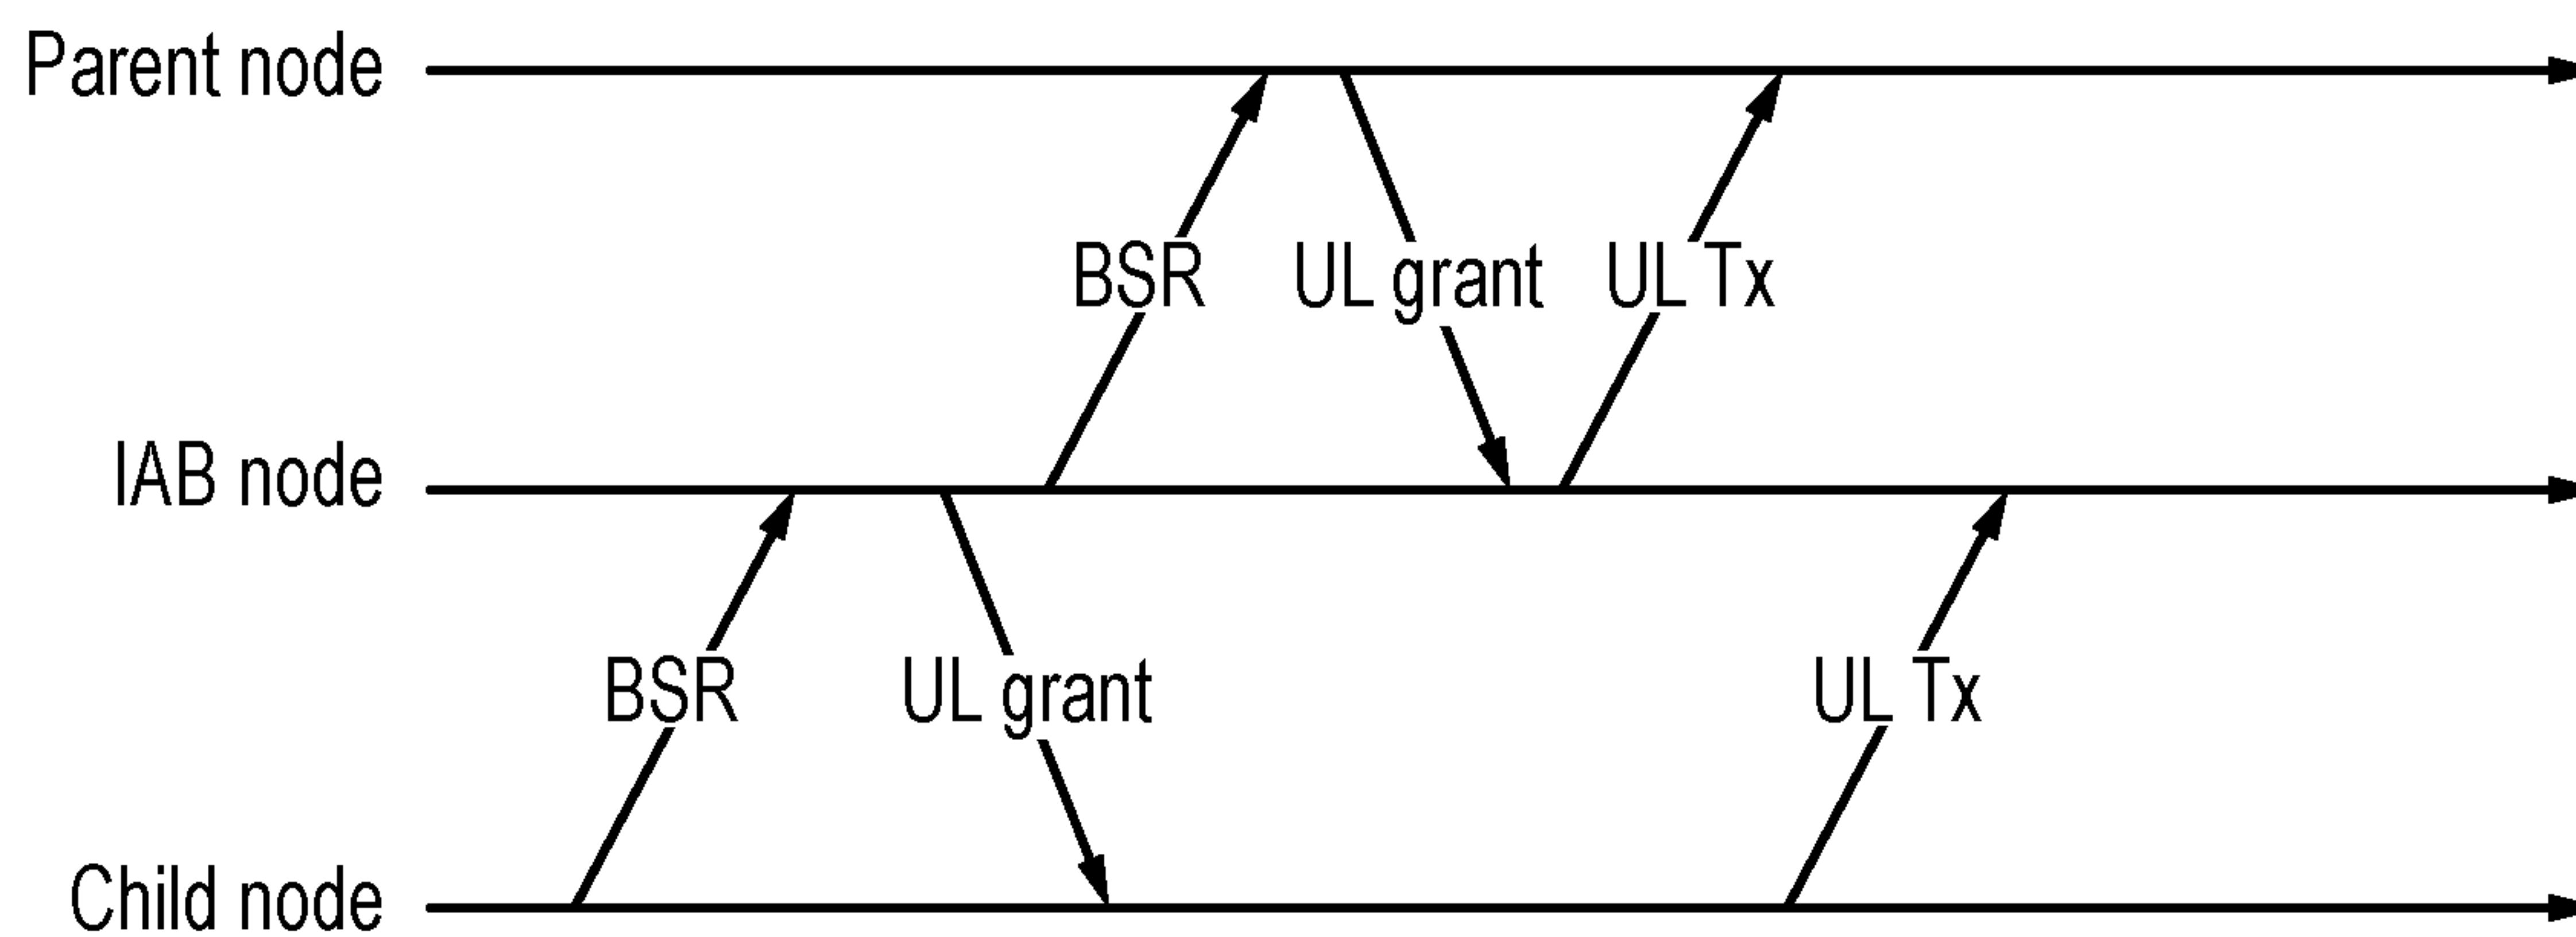 Parent node
BSR UL grant UL Tx
IAB node
BSR UL grant UL Tx
Child node